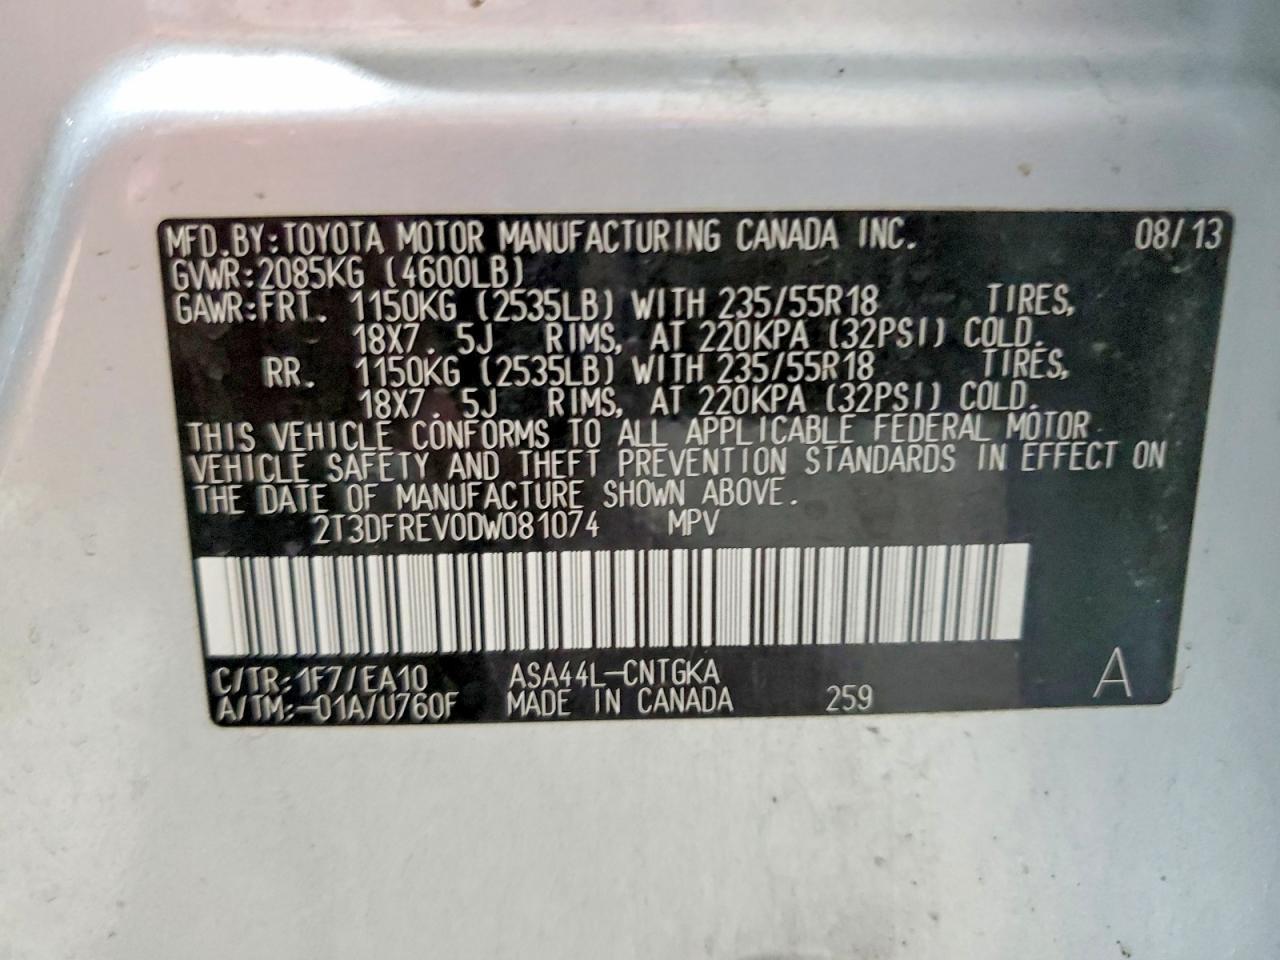 MFD.BY:TOYOTA MOTOR MANUFACTURING CANADA INC. 08/13
GVWR:2085KG (4600LB)
GAWR:FRT. 1150KG (2535LB) WITH 235/55R18 TIRES,
18X7.5J RIMS, AT 220KPA (32PSI) COLD.
RR. 1150KG (2535LB) WITH 235/55R18 TIRES,
18X7.5J RIMS, AT 220KPA (32PSI) COLD.
THIS VEHICLE CONFORMS TO ALL APPLICABLE FEDERAL MOTOR
VEHICLE SAFETY AND THEFT PREVENTION STANDARDS IN EFFECT ON
THE DATE OF MANUFACTURE SHOWN ABOVE.
2T3DFREV0DW081074 MPV
C/TR:1F7/EA10 ASA44L-CNTGKA A
A/TM:-01A/U760F MADE IN CANADA 259